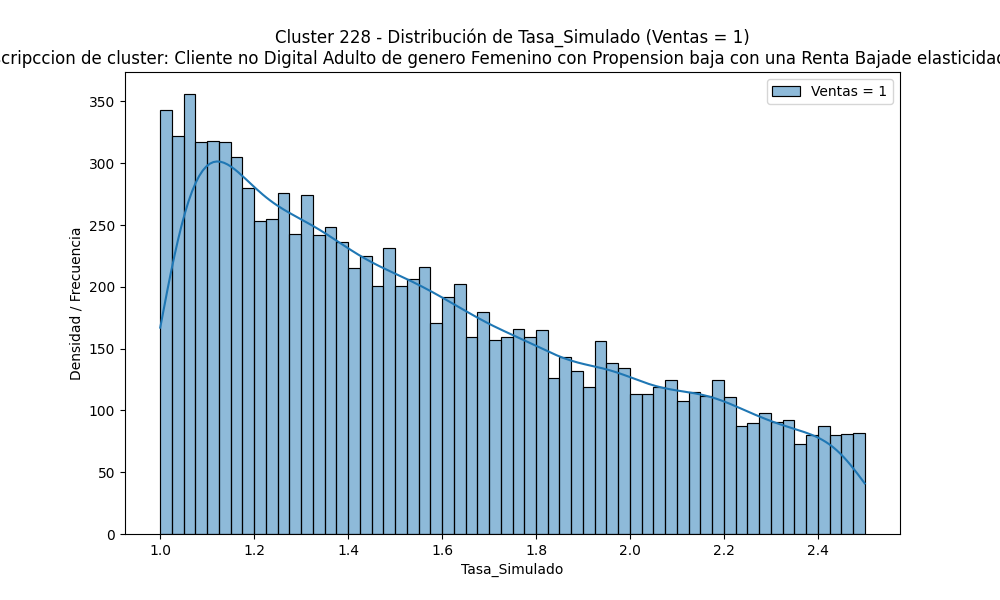 Cluster 228 - Distribución de Tasa_Simulado (Ventas = 1)
cripccion de cluster: Cliente no Digital Adulto de genero Femenino con Propension baja con una Renta Bajade elasticidad
Ventas = 1
Densidad / Frecuencia
350
300
250
200
150
100
50
0
1.0 1.2 1.4 1.6 1.8 2.0 2.2 2.4
Tasa_Simulado